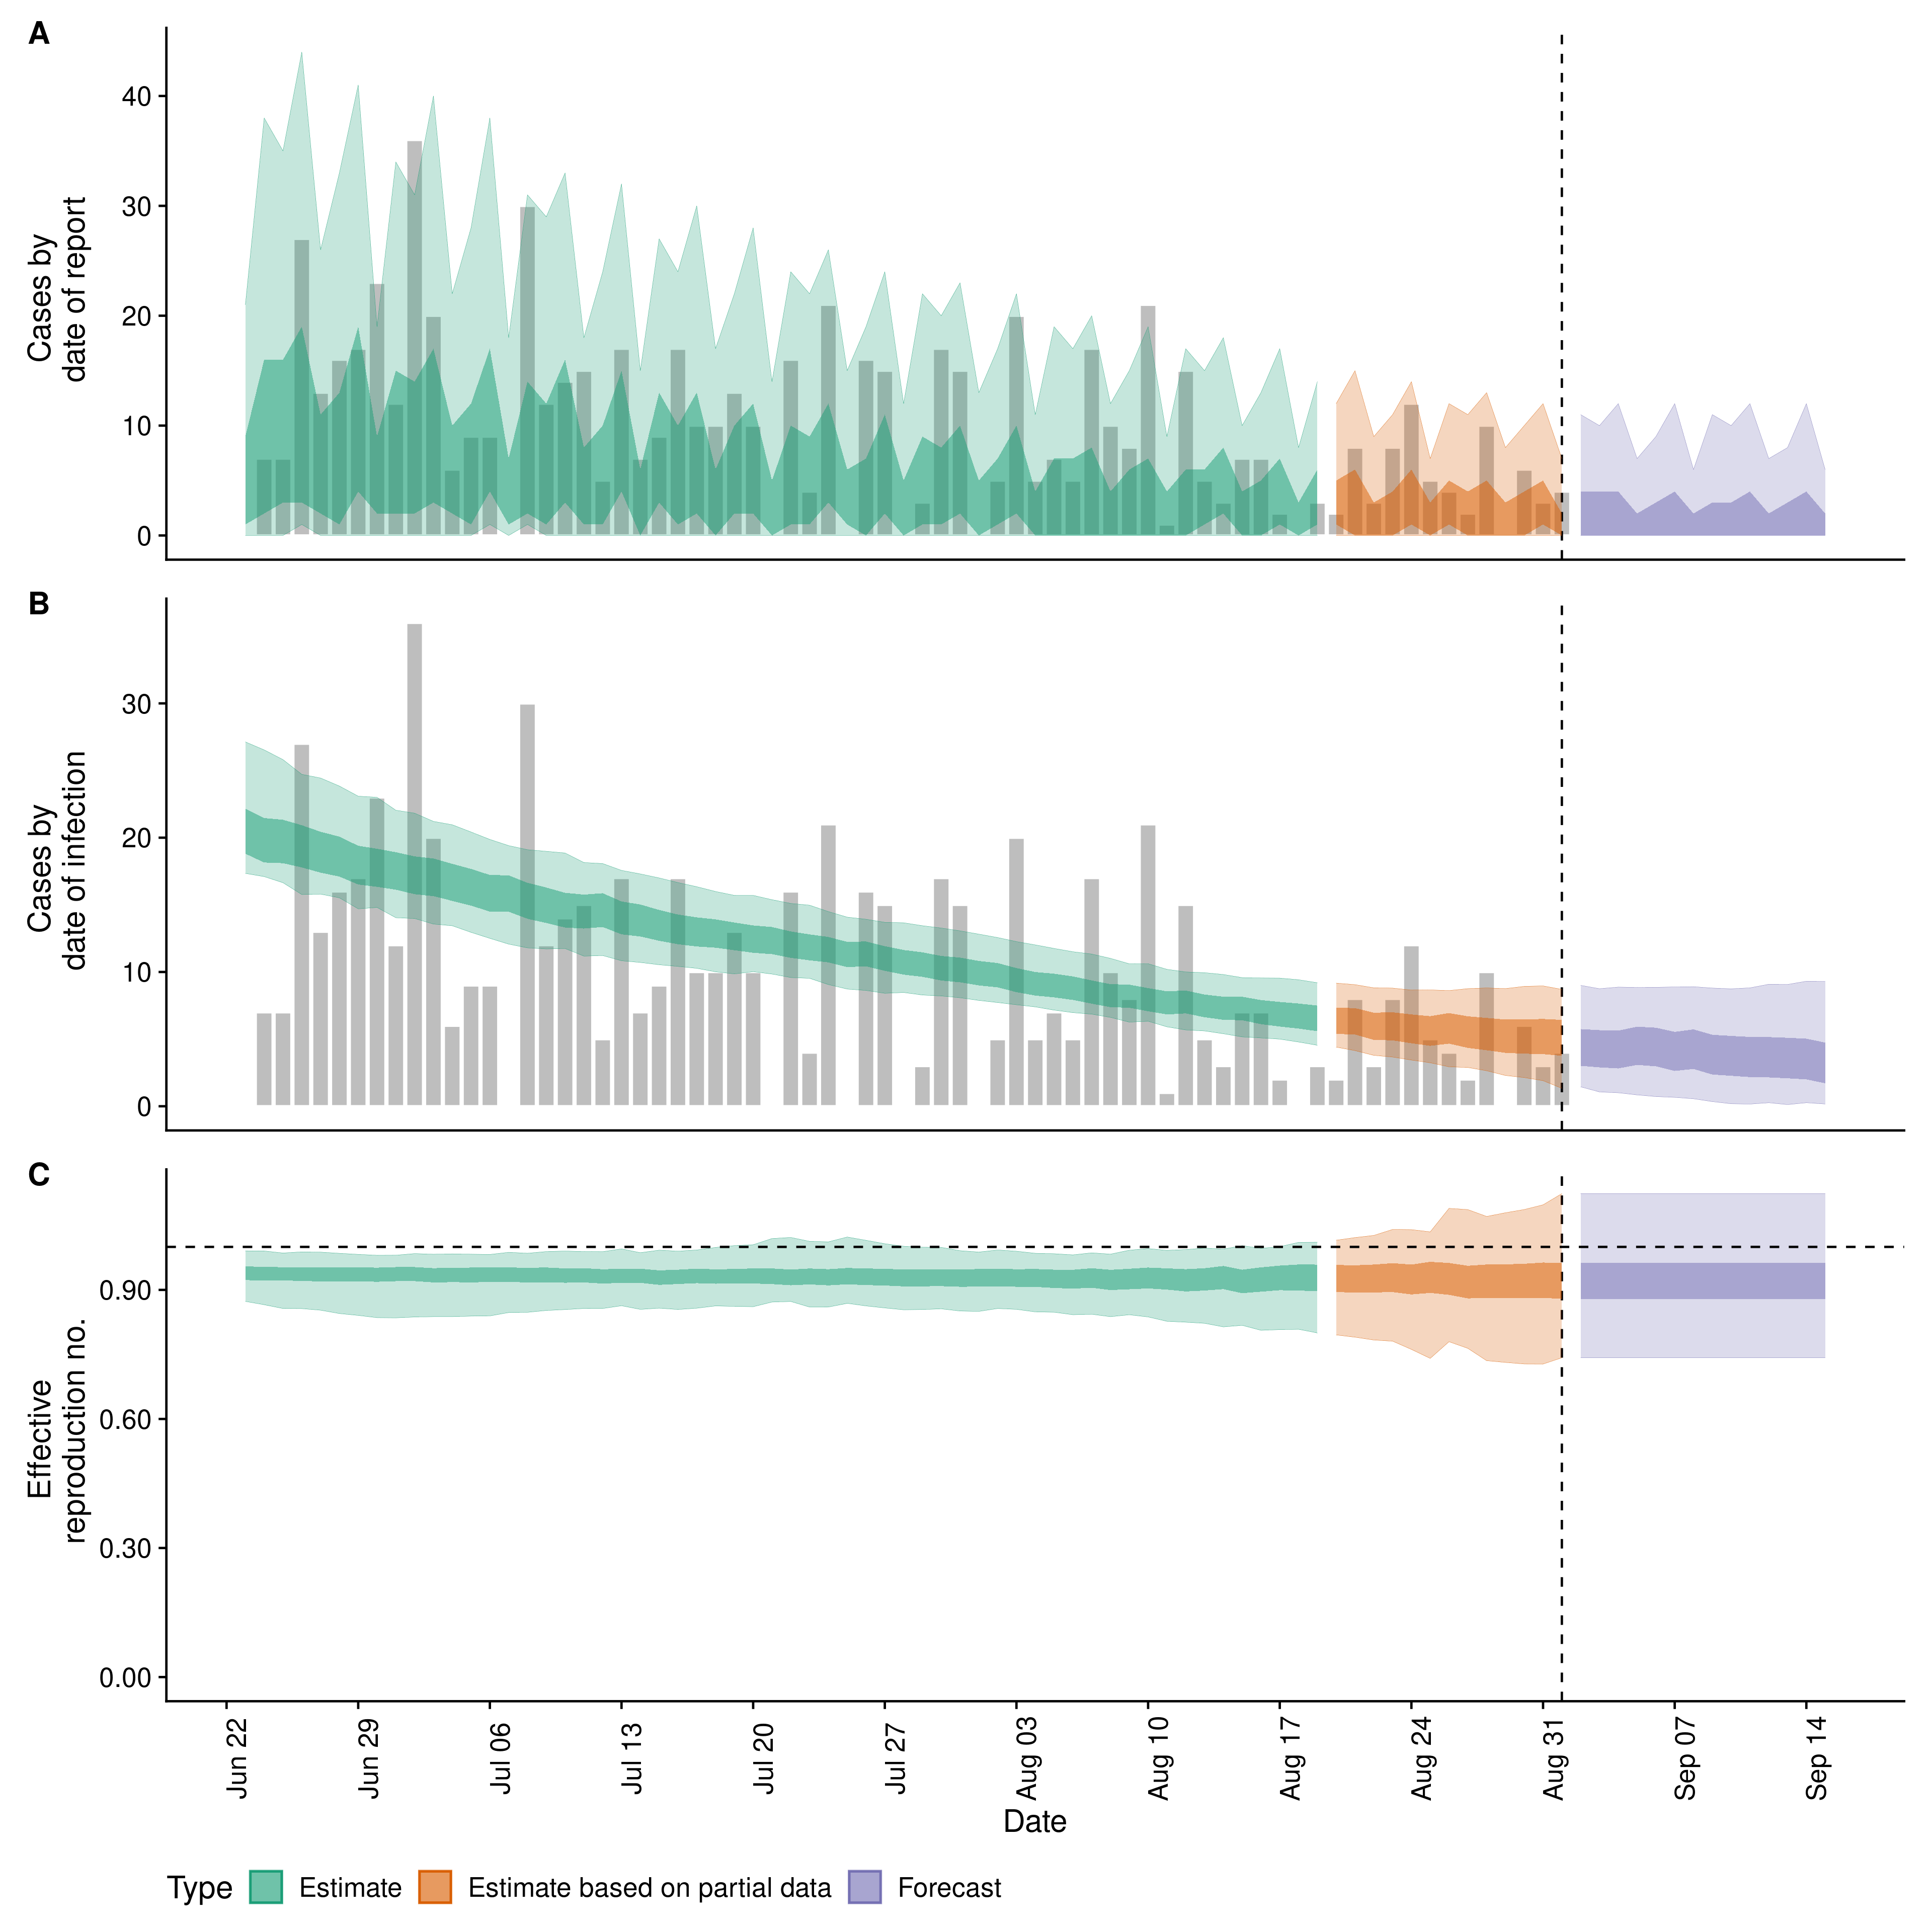 A
Cases by
date of report
40
30
20
10
0
B
Cases by
date of infection
30
20
10
0
C
Effective
reproduction no.
0.90
0.60
0.30
0.00
Jun 22
Jun 29
Jul 06
Jul 13
Jul 20
Jul 27
Aug 03
Aug 10
Aug 17
Aug 24
Aug 31
Sep 07
Sep 14
Date
Type Estimate Estimate based on partial data Forecast